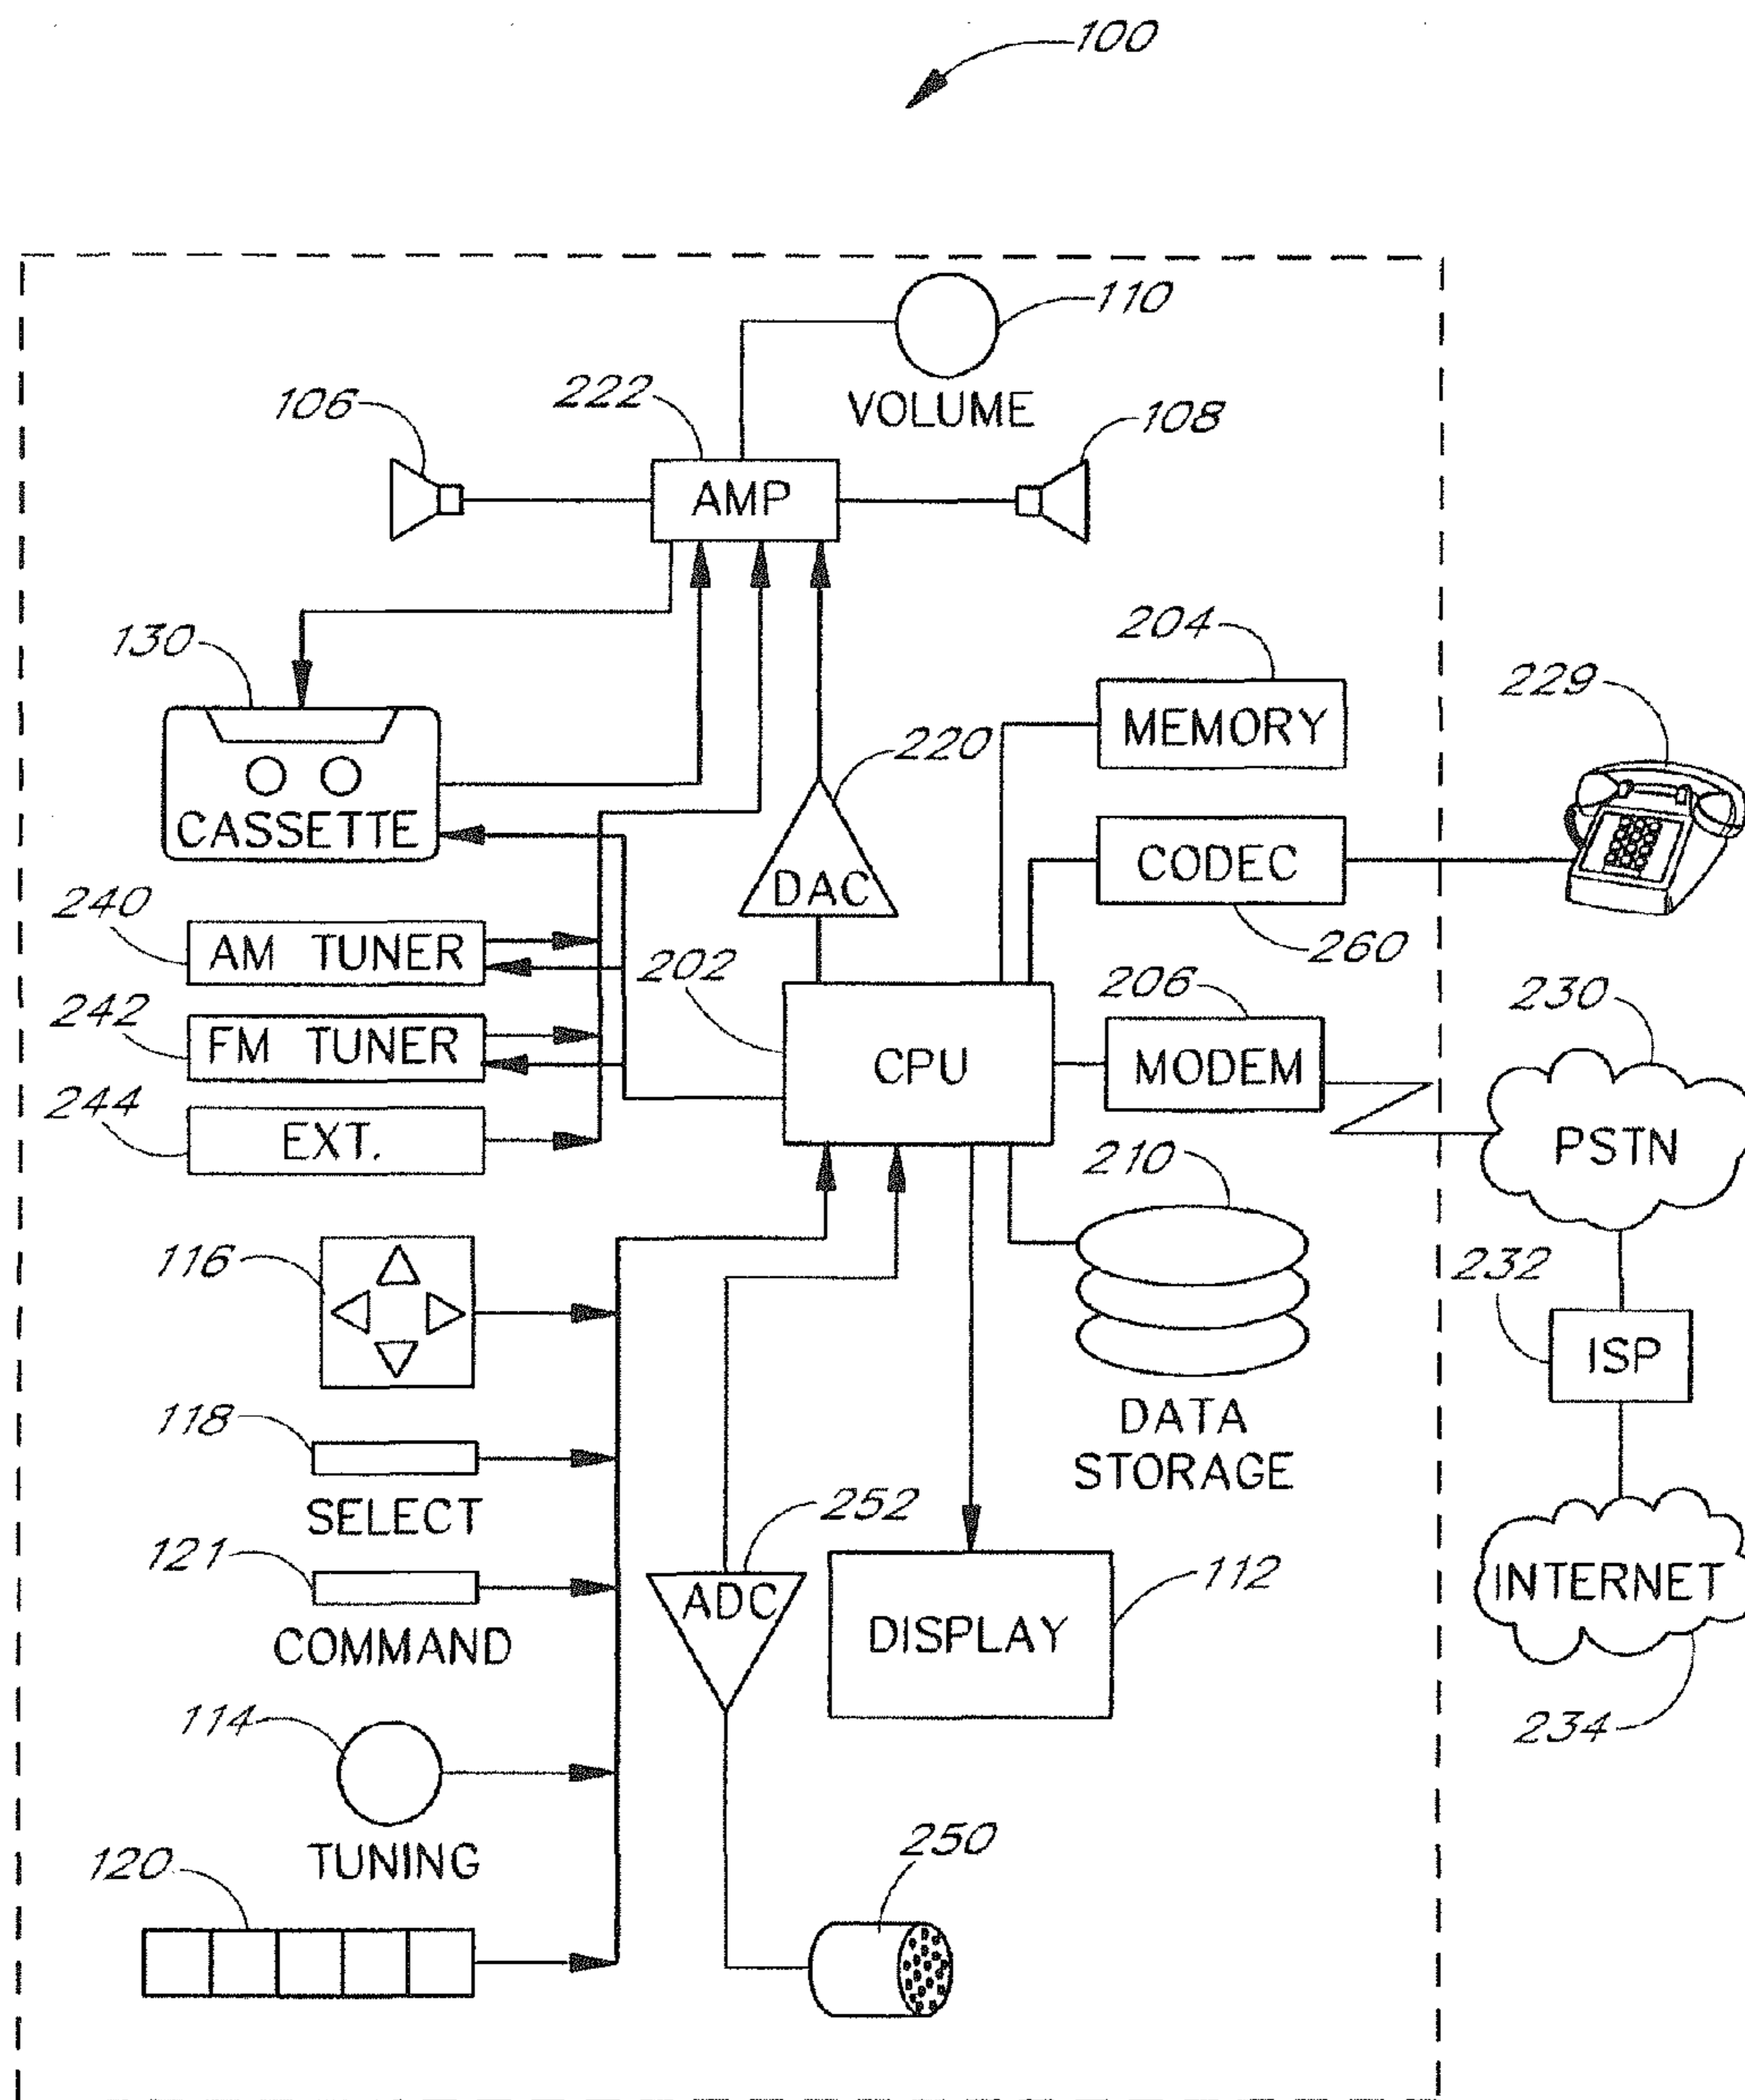 100
110
VOLUME
106
222
108
AMP
130
204
MEMORY
229
220
CASSETTE
DAC
CODEC
260
240
AM TUNER
202
206
230
242
FM TUNER
CPU
MODEM
244
EXT.
PSTN
210
116
232
ISP
118
SELECT
DATA
STORAGE
252
121
COMMAND
ADC
DISPLAY
112
INTERNET
234
114
TUNING
120
250